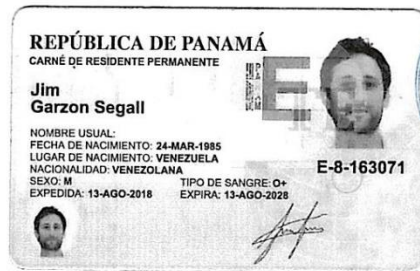 REPÚBLICA DE PANAMÁ
CARNÉ DE RESIDENTE PERMANENTE
Jim
Garzon Segall
NOMBRE USUAL:
FECHA DE NACIMIENTO: 24-MAR-1985
LUGAR DE NACIMIENTO: VENEZUELA
NACIONALIDAD: VENEZOLANA
SEXO: M TIPO DE SANGRE: O+
EXPEDIDA: 13-AGO-2018 EXPIRA: 13-AGO-2028
E
E-8-163071